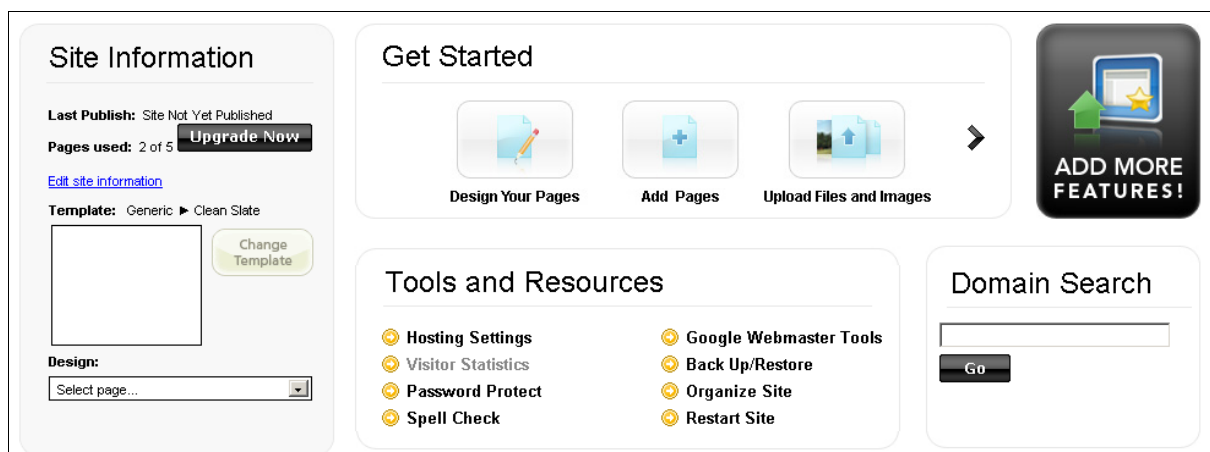 Site Information
Last Publish: Site Not Yet Published
Pages used: 2 of 5
Upgrade Now
Edit site information
Template: Generic ► Clean Slate
Change
Template
Design:
Select page...
Get Started
Design Your Pages
Add Pages
Upload Files and Images
ADD MORE
FEATURES!
Tools and Resources
Hosting Settings
Visitor Statistics
Password Protect
Spell Check
Google Webmaster Tools
Back Up/Restore
Organize Site
Restart Site
Domain Search
Go